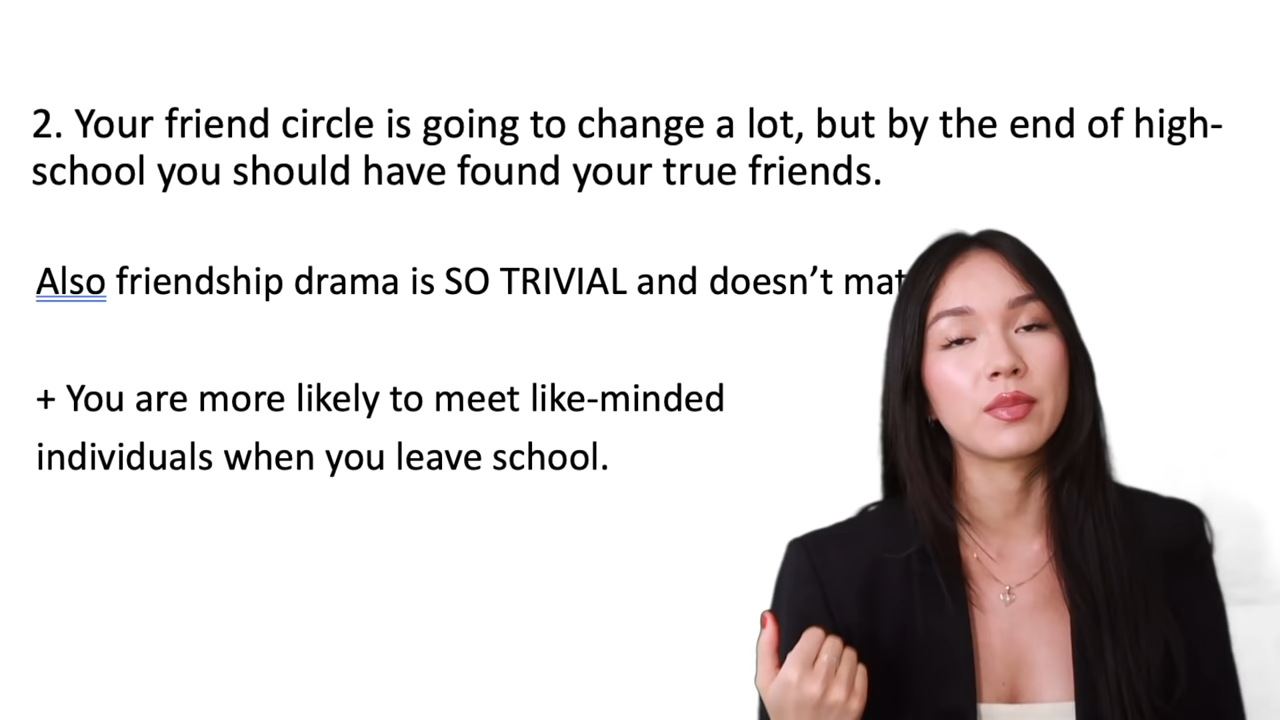 2. Your friend circle is going to change a lot, but by the end of high-
school you should have found your true friends.
Also friendship drama is SO TRIVIAL and doesn’t
+ You are more likely to meet like-minded
individuals when you leave school.